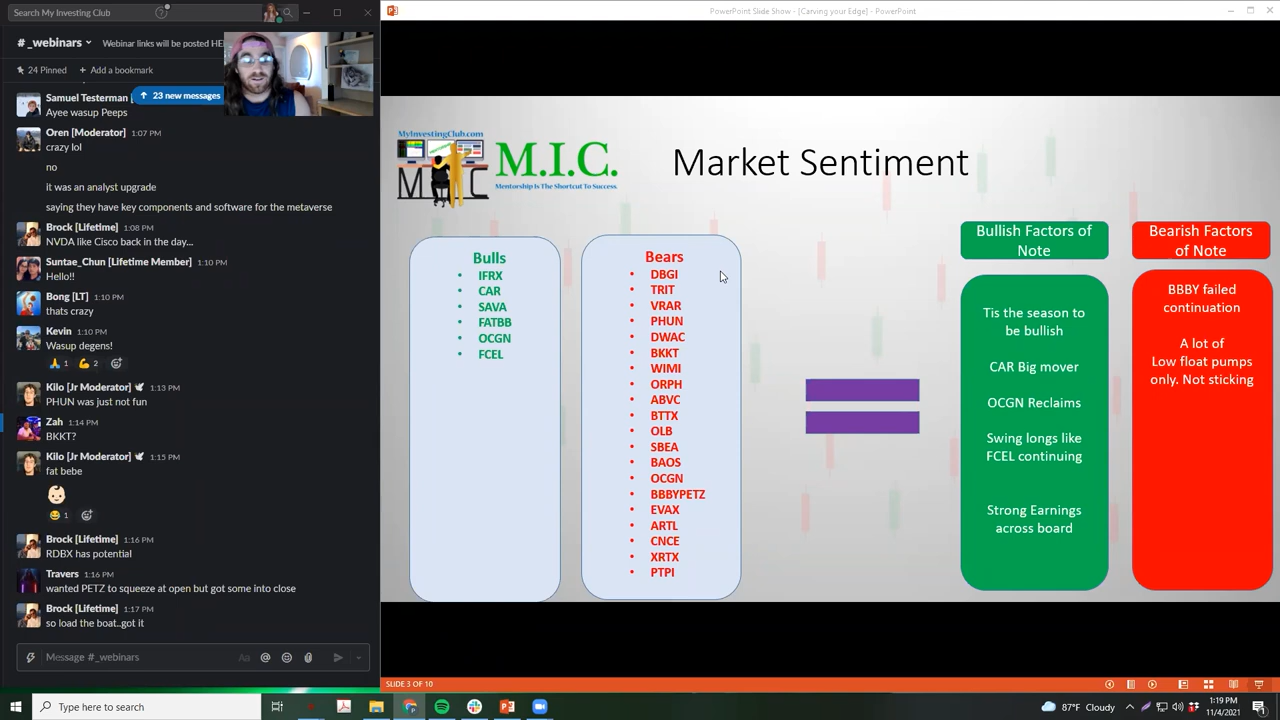 Search My Investing Club
PowerPoint Slide Show - [Carving your Edge] - PowerPoint
#_webinars
Webinar links will be posted HE
24 Pinned
+ Add a bookmark
23 new messages
Samuel Testerman
Ayee wasup Peeps
Oren [Moderator] 1:07 PM
crazy lol
no
it was an analyst upgrade
saying they have key components and software for the metaverse
Brock [Lifetime] 1:08 PM
NVDA like Cisco back in the day...
Suntae_Chun [Lifetime Member] 1:10 PM
Hello!!
Bong [LT] 1:10 PM
thats crazy
Kevin 1:10 PM
Wasup degens!
1 2
Kilo [Jr Moderator] 1:13 PM
PHUN was just not fun
Zah 1:14 PM
BKKT?
Kilo [Jr Moderator] 1:15 PM
fat bebe
1
Brock [Lifetime] 1:16 PM
RDBX has potential
Travers 1:16 PM
wanted PETZ to squeeze at open but got some into close
Brock [Lifetime] 1:17 PM
so load the boat..got it
Message #_webinars
Aa
MyInvestingClub.com
M.I.C.
Mentorship Is The Shortcut To Success.
Market Sentiment
Bulls
• IFRX
• CAR
• SAVA
• FATBB
• OCGN
• FCEL
Bears
• DBGI
• TRIT
• VRAR
• PHUN
• DWAC
• BKKT
• WIMI
• ORPH
• ABVC
• BTTX
• OLB
• SBEA
• BAOS
• OCGN
• BBBYPETZ
• EVAX
• ARTL
• CNCE
• XRTX
• PTPI
Bullish Factors of
Note
Tis the season to
be bullish
CAR Big mover
OCGN Reclaims
Swing longs like
FCEL continuing
Strong Earnings
across board
Bearish Factors
of Note
BBBY failed
continuation
A lot of
Low float pumps
only. Not sticking
SLIDE 3 OF 10
Type here to search
87°F Cloudy
1:19 PM
11/4/2021